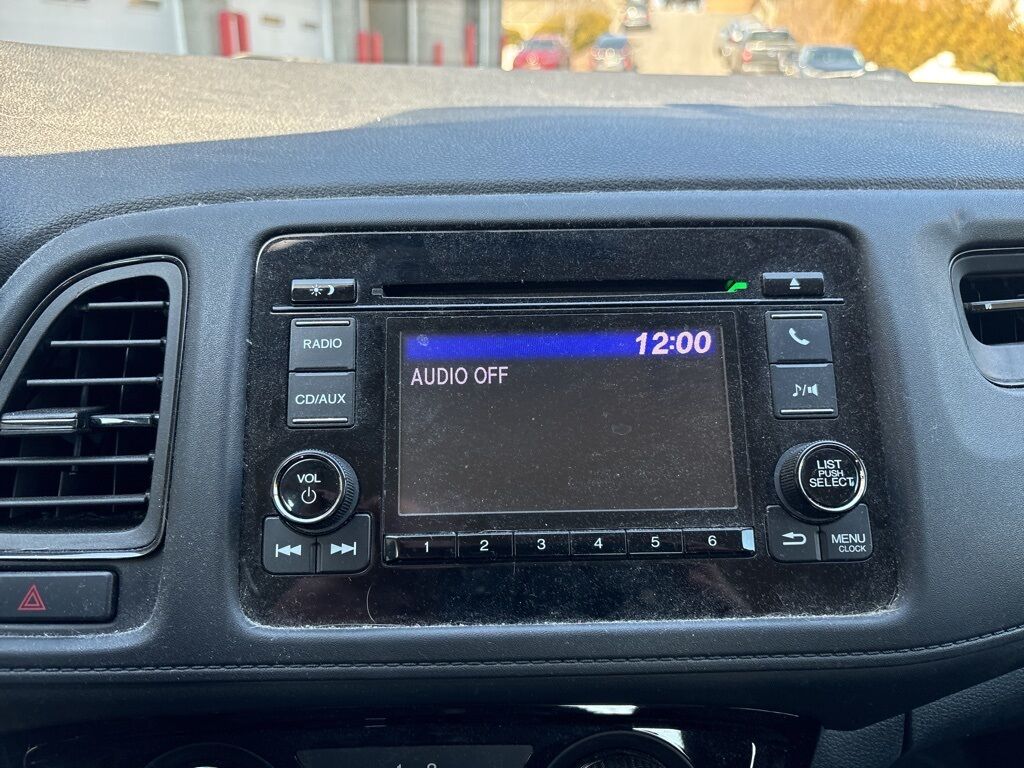 RADIO
12:00
AUDIO OFF
CD/AUX
VOL
LIST
PUSH
SELECT
1 2 3 4 5 6
MENU
CLOCK